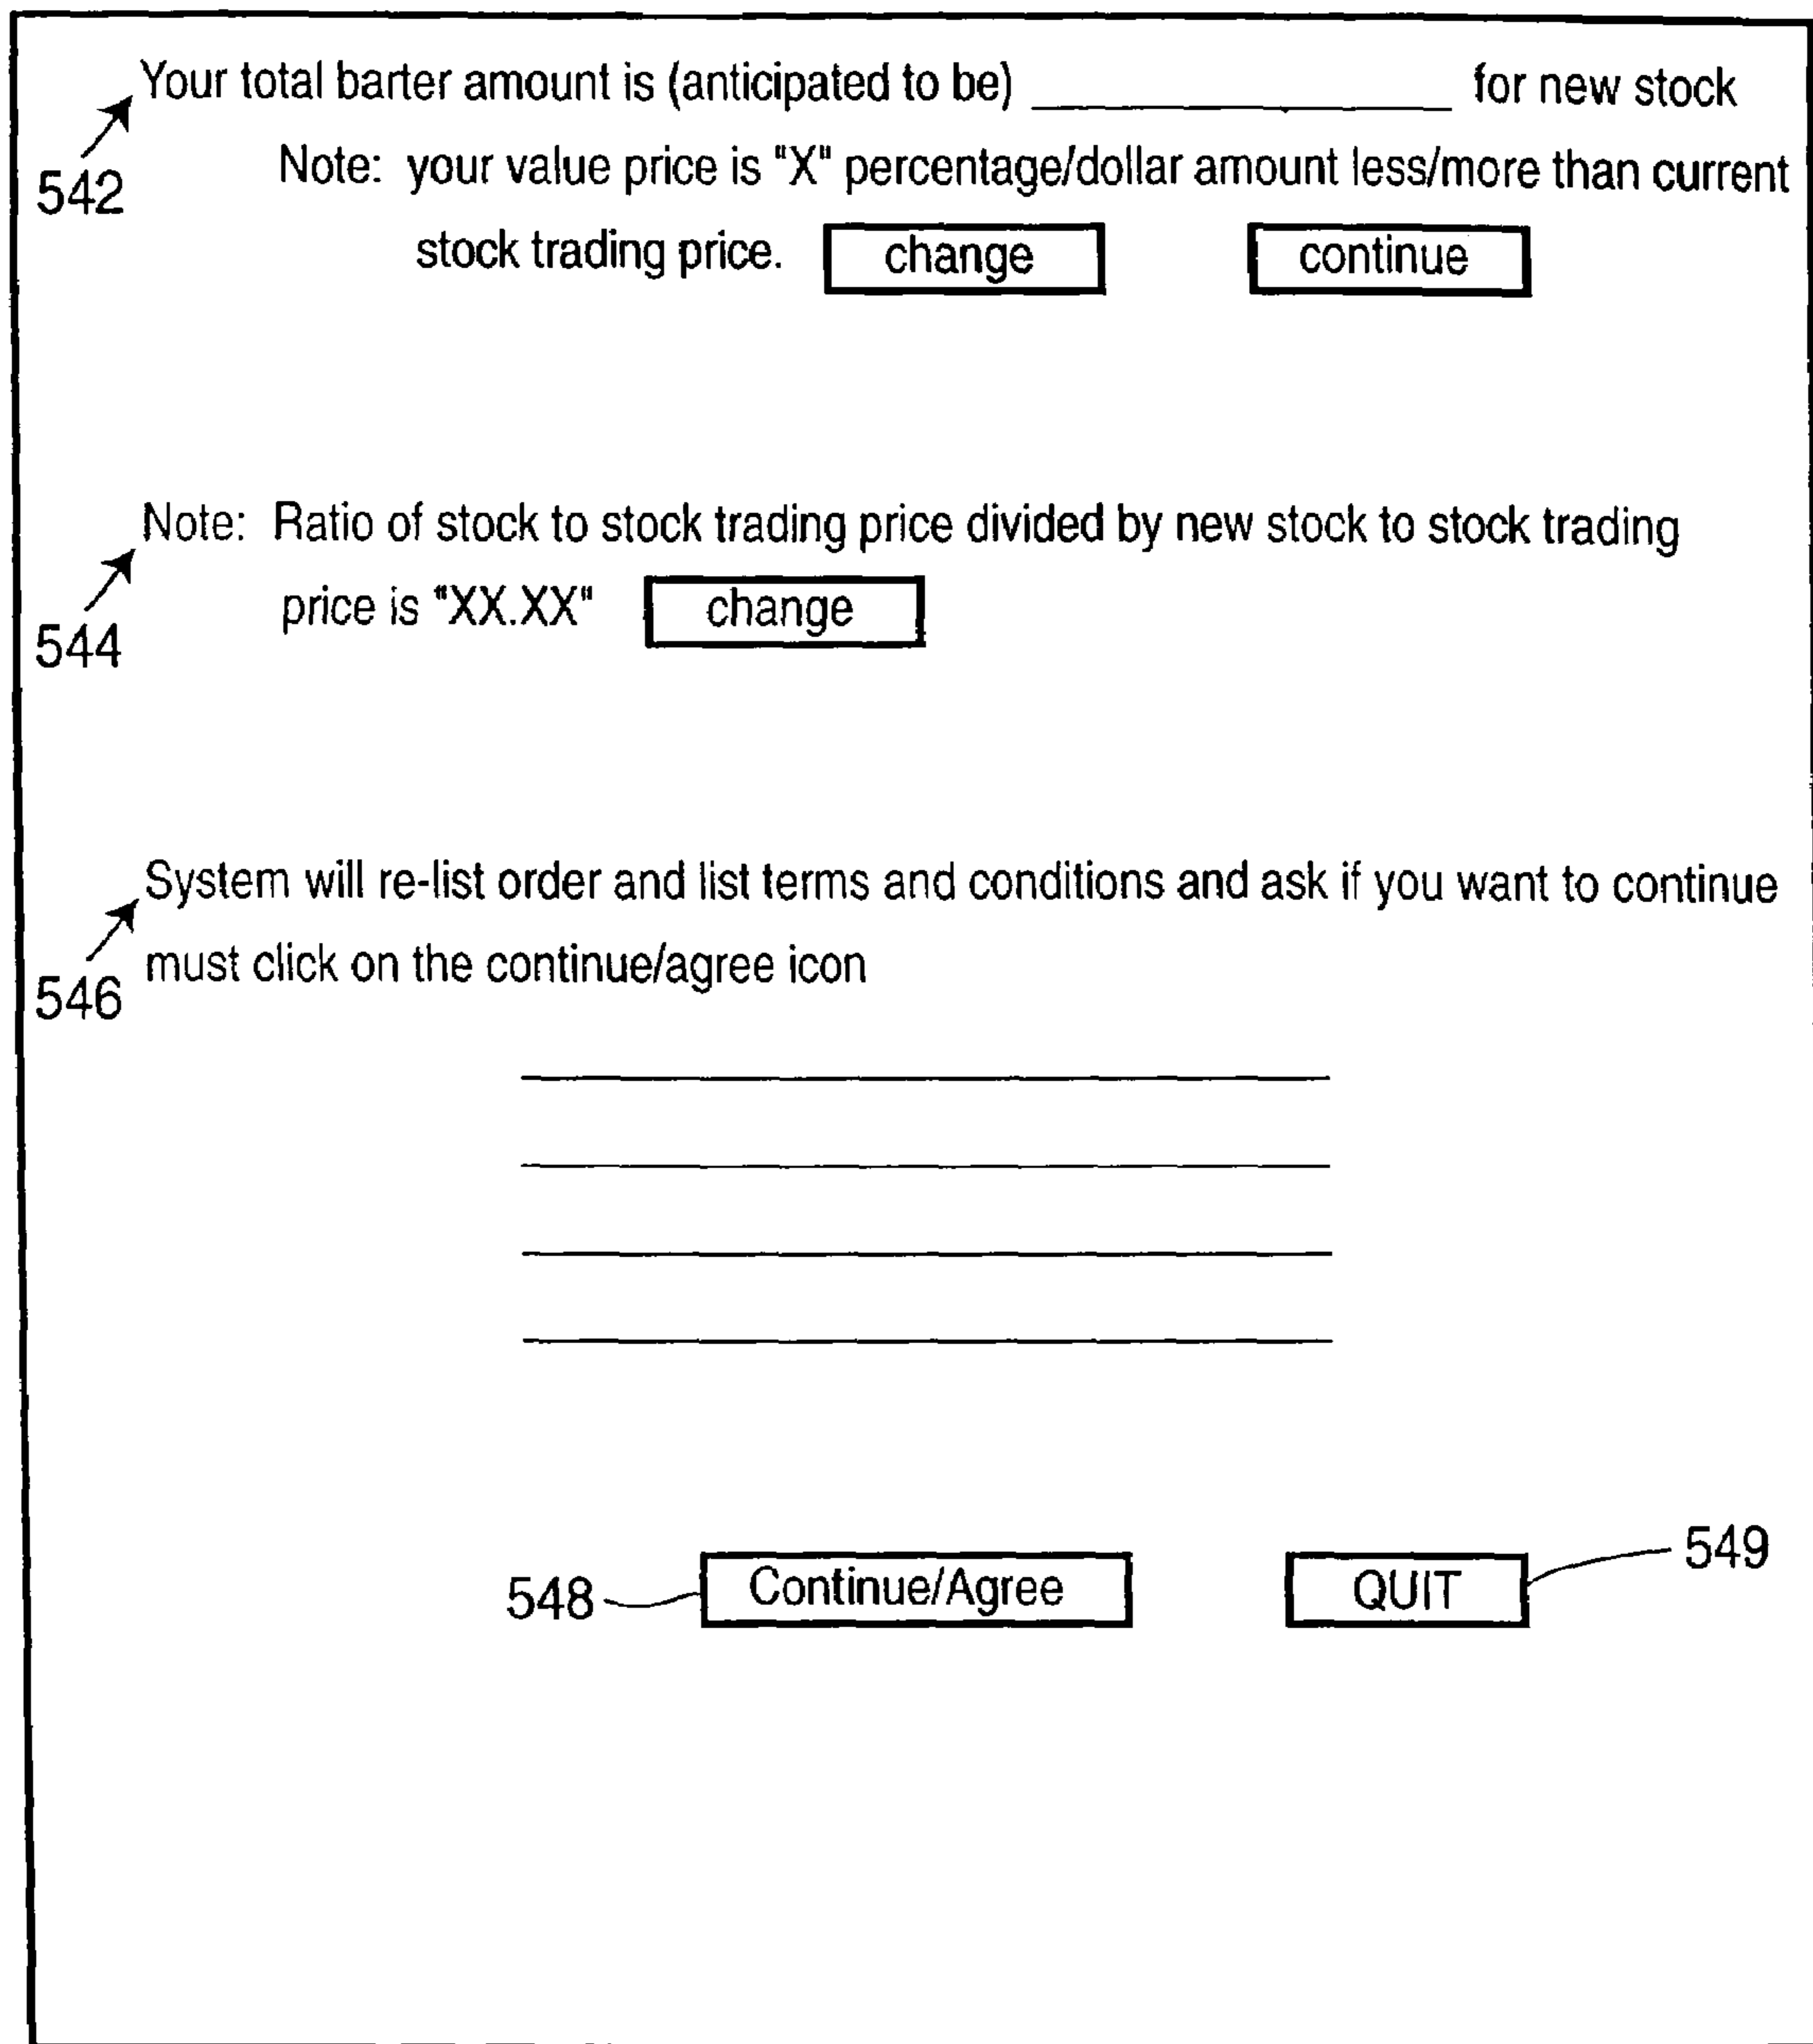 Your total barter amount is (anticipated to be) ____________ for new stock
542
Note: your value price is "X" percentage/dollar amount less/more than current
stock trading price. change continue
Note: Ratio of stock to stock trading price divided by new stock to stock trading
544
price is "XX.XX" change
System will re-list order and list terms and conditions and ask if you want to continue
546
must click on the continue/agree icon
548 Continue/Agree QUIT 549